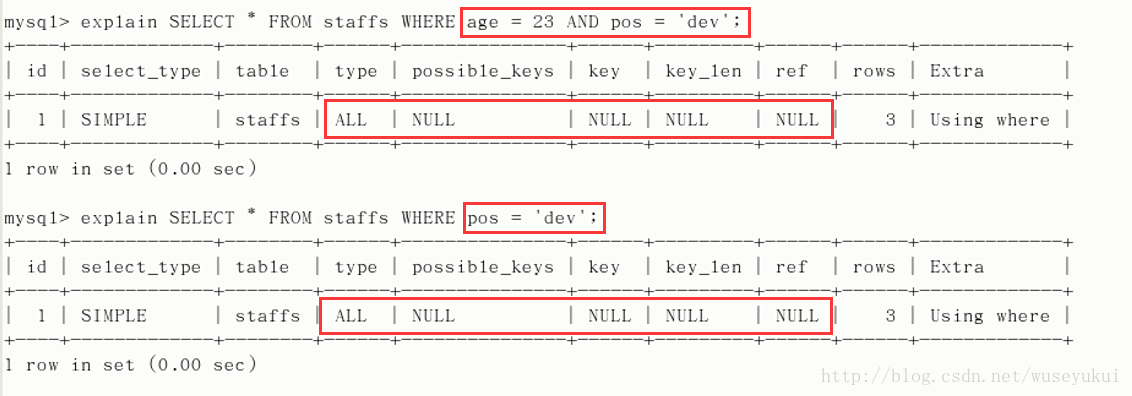 mysql> explain SELECT * FROM staffs WHERE age = 23 AND pos = 'dev';
+----+-------------+--------+------+---------------+------+---------+------+------+-------------+
| id | select_type | table  | type | possible_keys | key  | key_len | ref  | rows | Extra       |
+----+-------------+--------+------+---------------+------+---------+------+------+-------------+
|  1 | SIMPLE      | staffs | ALL  | NULL          | NULL | NULL    | NULL |    3 | Using where |
+----+-------------+--------+------+---------------+------+---------+------+------+-------------+
1 row in set (0.00 sec)
mysql> explain SELECT * FROM staffs WHERE pos = 'dev';
+----+-------------+--------+------+---------------+------+---------+------+------+-------------+
| id | select_type | table  | type | possible_keys | key  | key_len | ref  | rows | Extra       |
+----+-------------+--------+------+---------------+------+---------+------+------+-------------+
|  1 | SIMPLE      | staffs | ALL  | NULL          | NULL | NULL    | NULL |    3 | Using where |
+----+-------------+--------+------+---------------+------+---------+------+------+-------------+
1 row in set (0.00 sec)
http://blog.csdn.net/wuseyukui